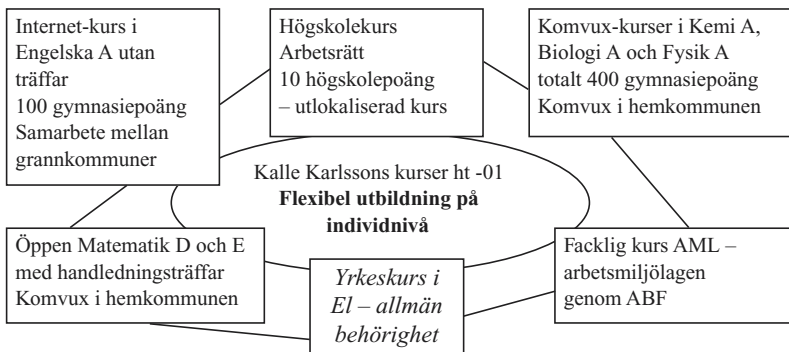 Internet-kurs i
Engelska A utan
träffar
100 gymnasiepoäng
Samarbete mellan
grannkommuner
Högskolekurs
Arbetsrätt
10 högskolepoäng
– utlokaliserad kurs
Komvux-kurser i Kemi A,
Biologi A och Fysik A
totalt 400 gymnasiepoäng
Komvux i hemkommunen
Kalle Karlssons kurser ht -01
Flexibel utbildning på
individnivå
Öppen Matematik D och E
med handledningsträffar
Komvux i hemkommunen
Yrkeskurs i
El – allmän
behörighet
Facklig kurs AML –
arbetsmiljölagen
genom ABF